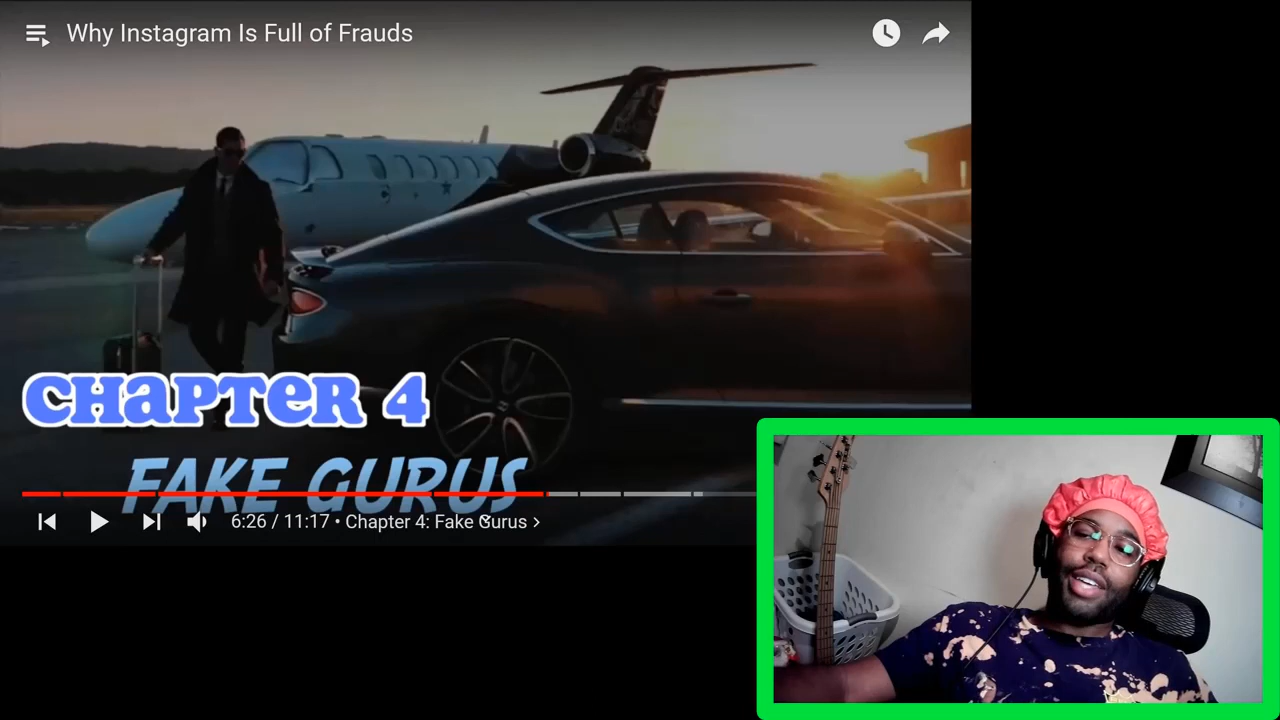 Why Instagram Is Full of Frauds
CHAPTER 4
FAKE GURUS
6:26 / 11:17 • Chapter 4: Fake Gurus >